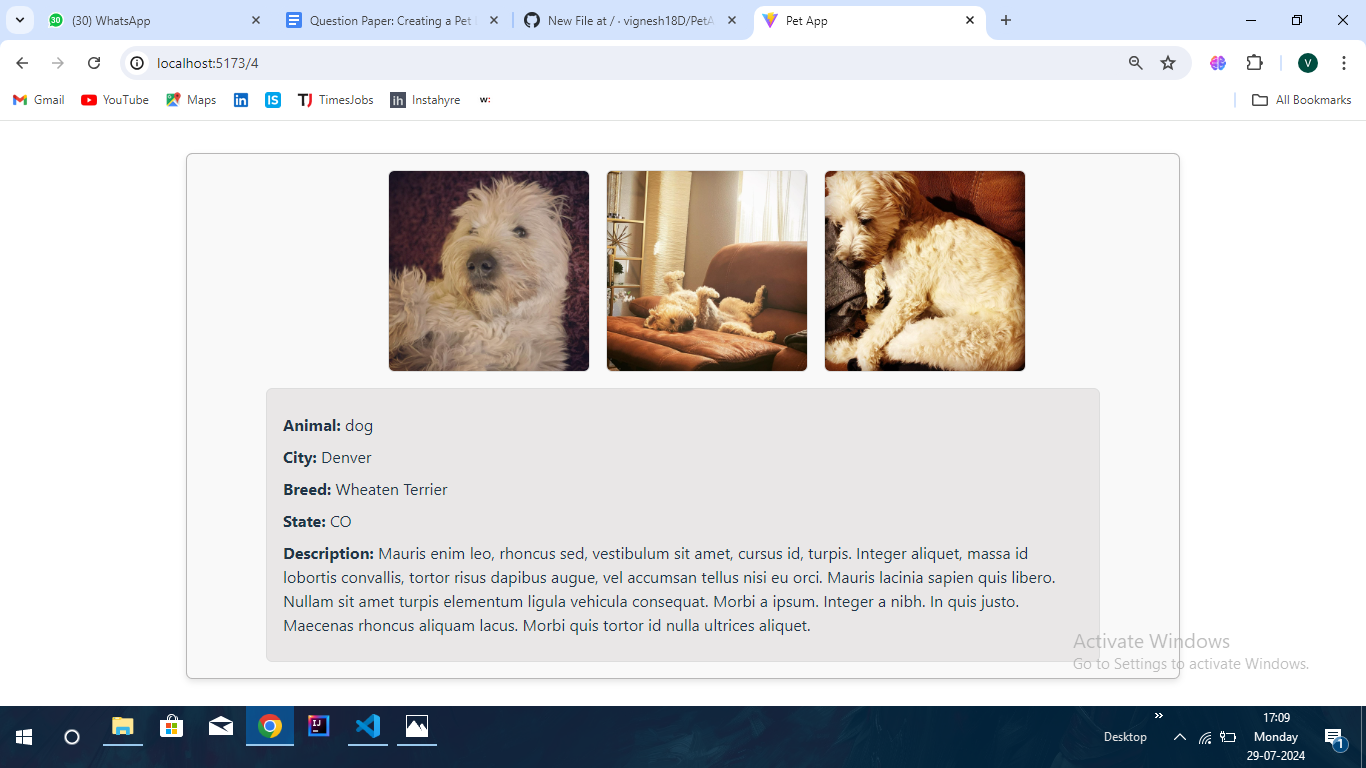 (30) WhatsApp
Question Paper: Creating a Pet
New File at / · vignesh18D/PetA
Pet App
localhost:5173/4
V
Gmail
YouTube
Maps
TimesJobs
Instahyre
All Bookmarks
Animal: dog
City: Denver
Breed: Wheaten Terrier
State: CO
Description: Mauris enim leo, rhoncus sed, vestibulum sit amet, cursus id, turpis. Integer aliquet, massa id
lobortis convallis, tortor risus dapibus augue, vel accumsan tellus nisi eu orci. Mauris lacinia sapien quis libero.
Nullam sit amet turpis elementum ligula vehicula consequat. Morbi a ipsum. Integer a nibh. In quis justo.
Maecenas rhoncus aliquam lacus. Morbi quis tortor id nulla ultrices aliquet.
Activate Windows
Go to Settings to activate Windows.
Desktop
17:09
Monday
29-07-2024
1